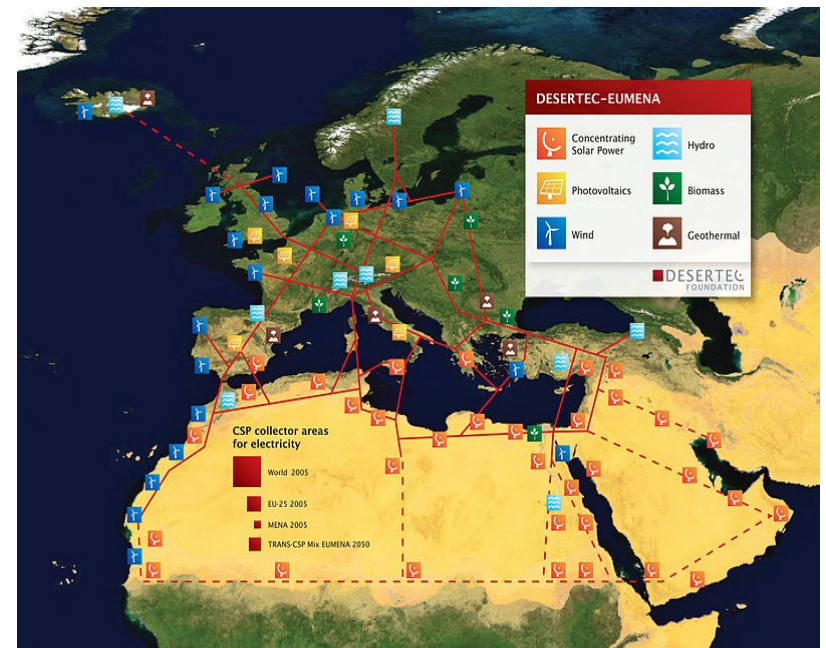 DESERTEC-EUMENA
Concentrating
Solar Power
Hydro
Photovoltaics
Biomass
Wind
Geothermal
DESERTEC
FOUNDATION
CSP collector areas
for electricity
World 2005
EU-25 2005
MENA 2005
TRANS-CSP Mix EUMENA 2050